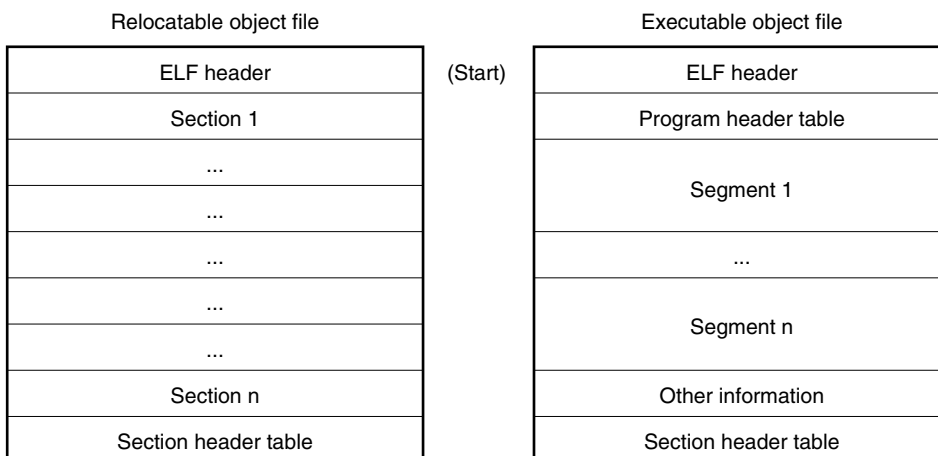 Relocatable object file
ELF header
Section 1
...
...
...
...
...
Section n
Section header table
(Start)
Executable object file
ELF header
Program header table
Segment 1
...
Segment n
Other information
Section header table